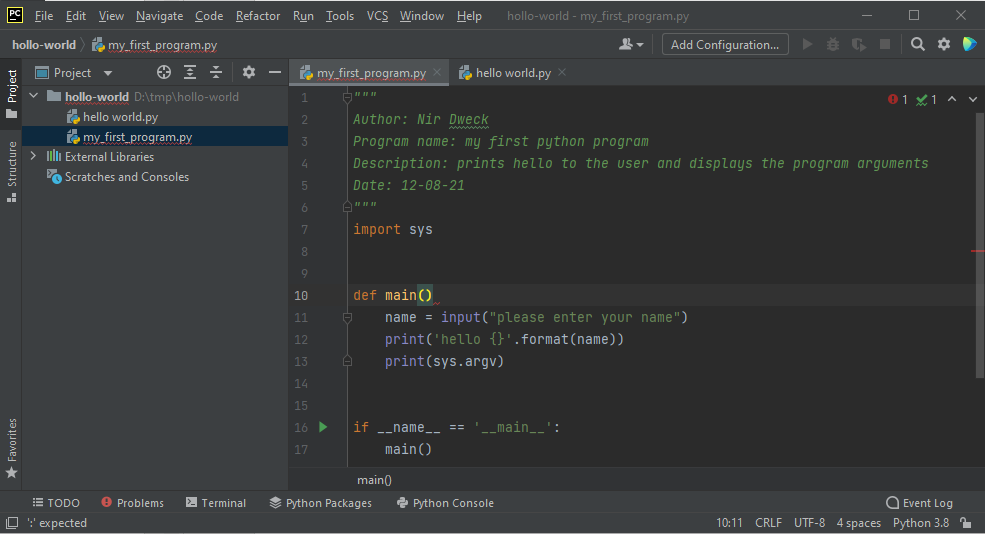 PC File Edit View Navigate Code Refactor Run Tools VCS Window Help hollo-world - my_first_program.py
hollo-world my_first_program.py Add Configuration...
Project
Project
my_first_program.py
hello world.py
hollo-world D:\tmp\hollo-world
hello world.py
my_first_program.py
External Libraries
Scratches and Consoles
Structure
Favorites
1 """ 1 1
2 Author: Nir Dweck
3 Program name: my first python program
4 Description: prints hello to the user and displays the program arguments
5 Date: 12-08-21
6 """
7 import sys
8
9
10 def main()
11 name = input("please enter your name")
12 print('hello {}'.format(name))
13 print(sys.argv)
14
15
16 if __name__ == '__main__':
17 main()
main()
TODO Problems Terminal Python Packages Python Console Event Log
':' expected 10:11 CRLF UTF-8 4 spaces Python 3.8